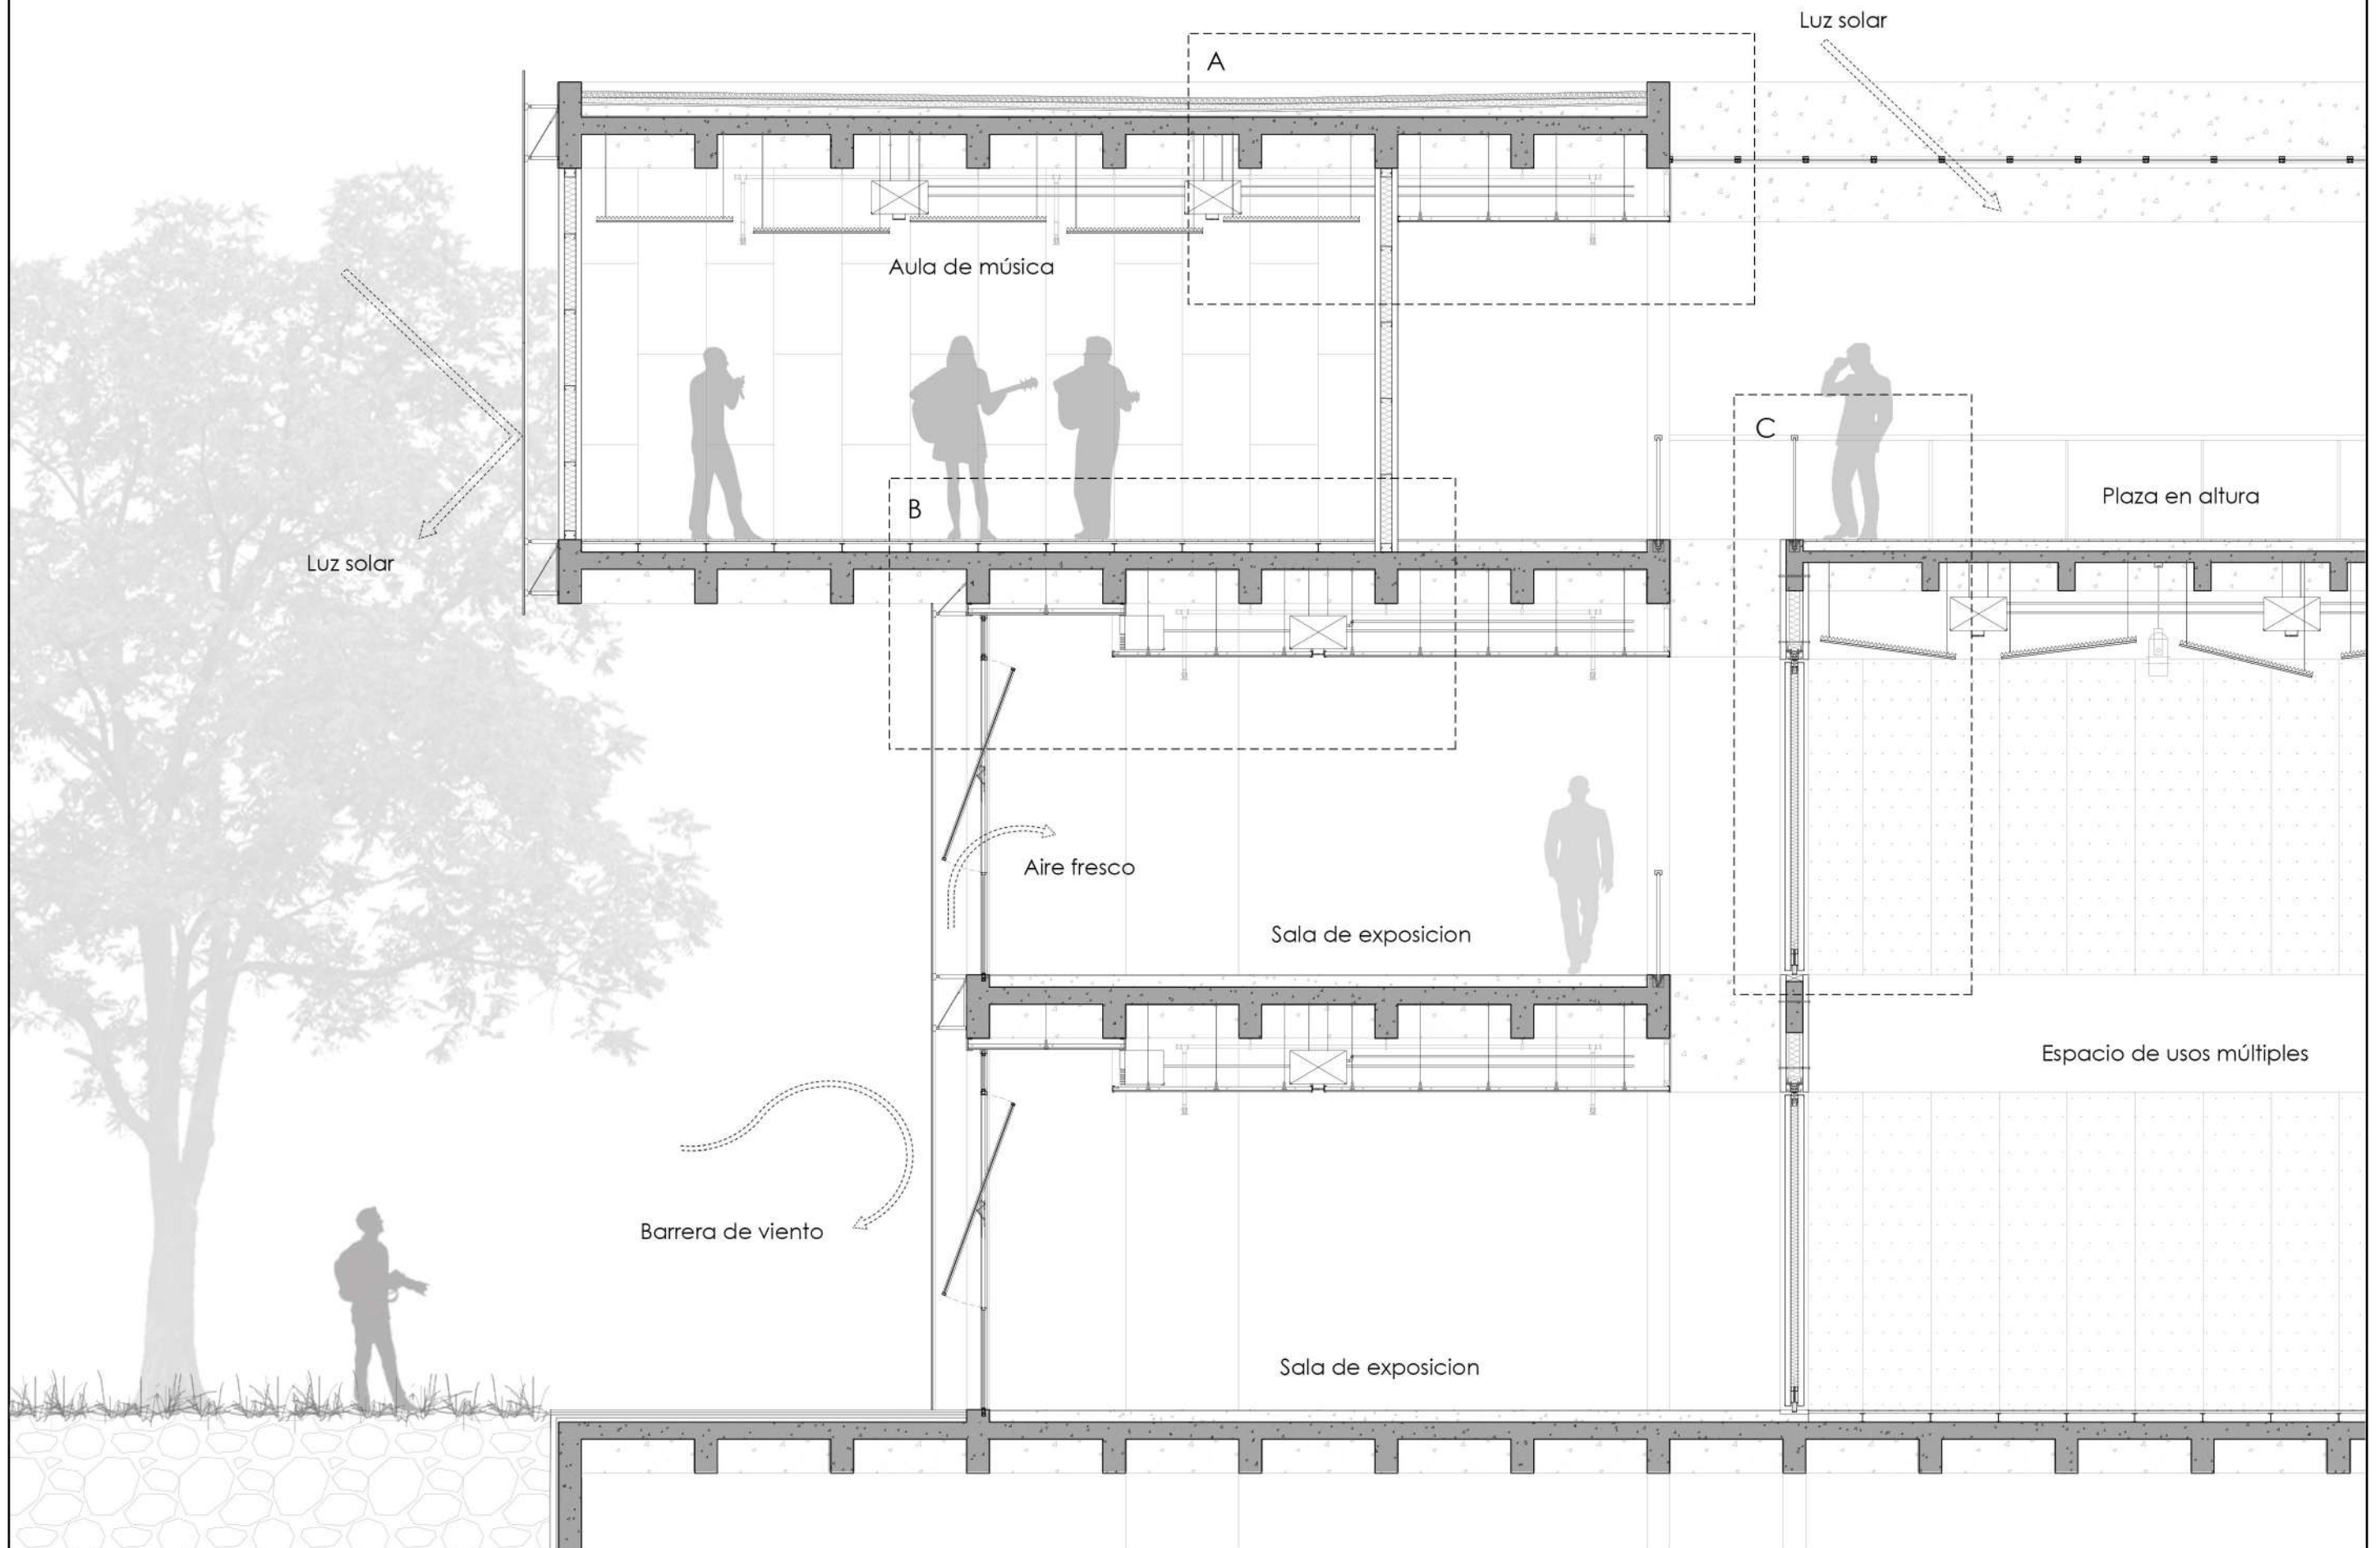 Luz solar
A
Aula de música
C
Plaza en altura
B
Luz solar
Aire fresco
Sala de exposicion
Espacio de usos múltiples
Barrera de viento
Sala de exposicion